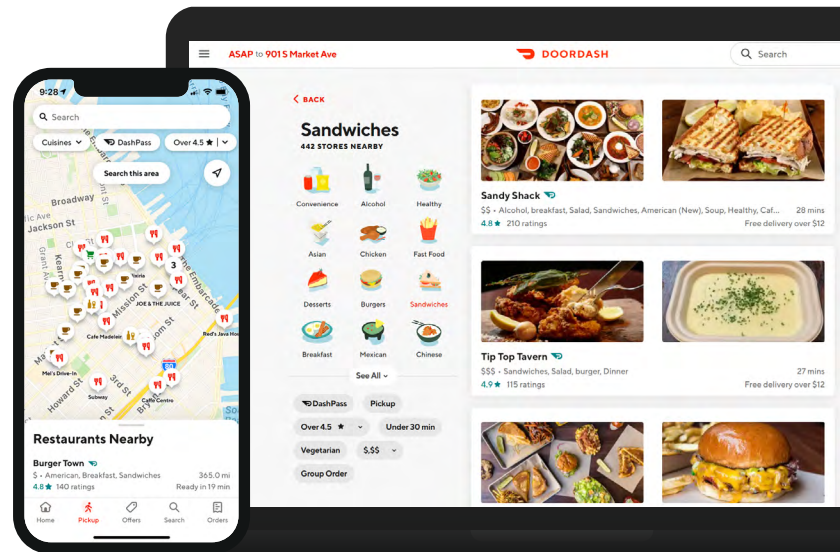 9:28
Search
Cuisines
DashPass
Over 4.5 ★
Search this area
Broadway
Jackson St
JOE & THE JUICE
Mission St
3
Cafe Madeleine
Red's Java Hou
Mel's Drive-In
Howard St
3rd St
80
Subway
Caffe Centro
Restaurants Nearby
Burger Town
$ • American, Breakfast, Sandwiches
365.0 mi
4.8 ★ 140 ratings
Ready in 19 min
Home
Pickup
Offers
Search
Orders
ASAP to 901 S Market Ave
DOORDASH
Search
BACK
Sandwiches
442 STORES NEARBY
Convenience
Alcohol
Healthy
Asian
Chicken
Fast Food
Desserts
Burgers
Sandwiches
Breakfast
Mexican
Chinese
See All
DashPass
Pickup
Over 4.5 ★
Under 30 min
Vegetarian
$,$$
Group Order
Sandy Shack
$$ • Alcohol, breakfast, Salad, Sandwiches, American (New), Soup, Healthy, Caf...
28 mins
4.8 ★ 210 ratings
Free delivery over $12
Tip Top Tavern
$$$ • Sandwiches, Salad, burger, Dinner
27 mins
4.9 ★ 115 ratings
Free delivery over $12